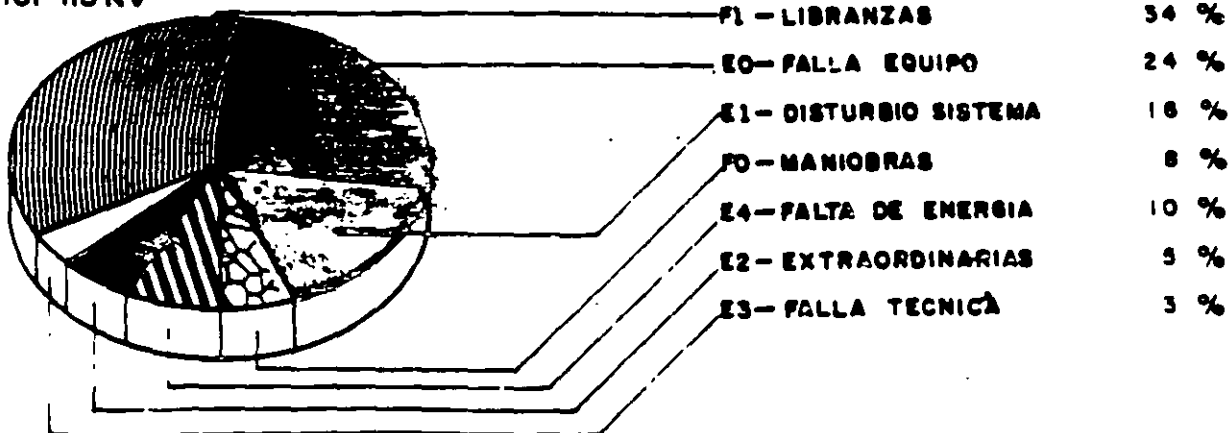 115KV
F1 - LIBRANZAS 34 %
E0 - FALLA EQUIPO 24 %
E1 - DISTURBIO SISTEMA 16 %
F0 - MANIOBRAS 8 %
E4 - FALTA DE ENERGIA 10 %
E2 - EXTRAORDINARIAS 5 %
E3 - FALLA TECNICA 3 %